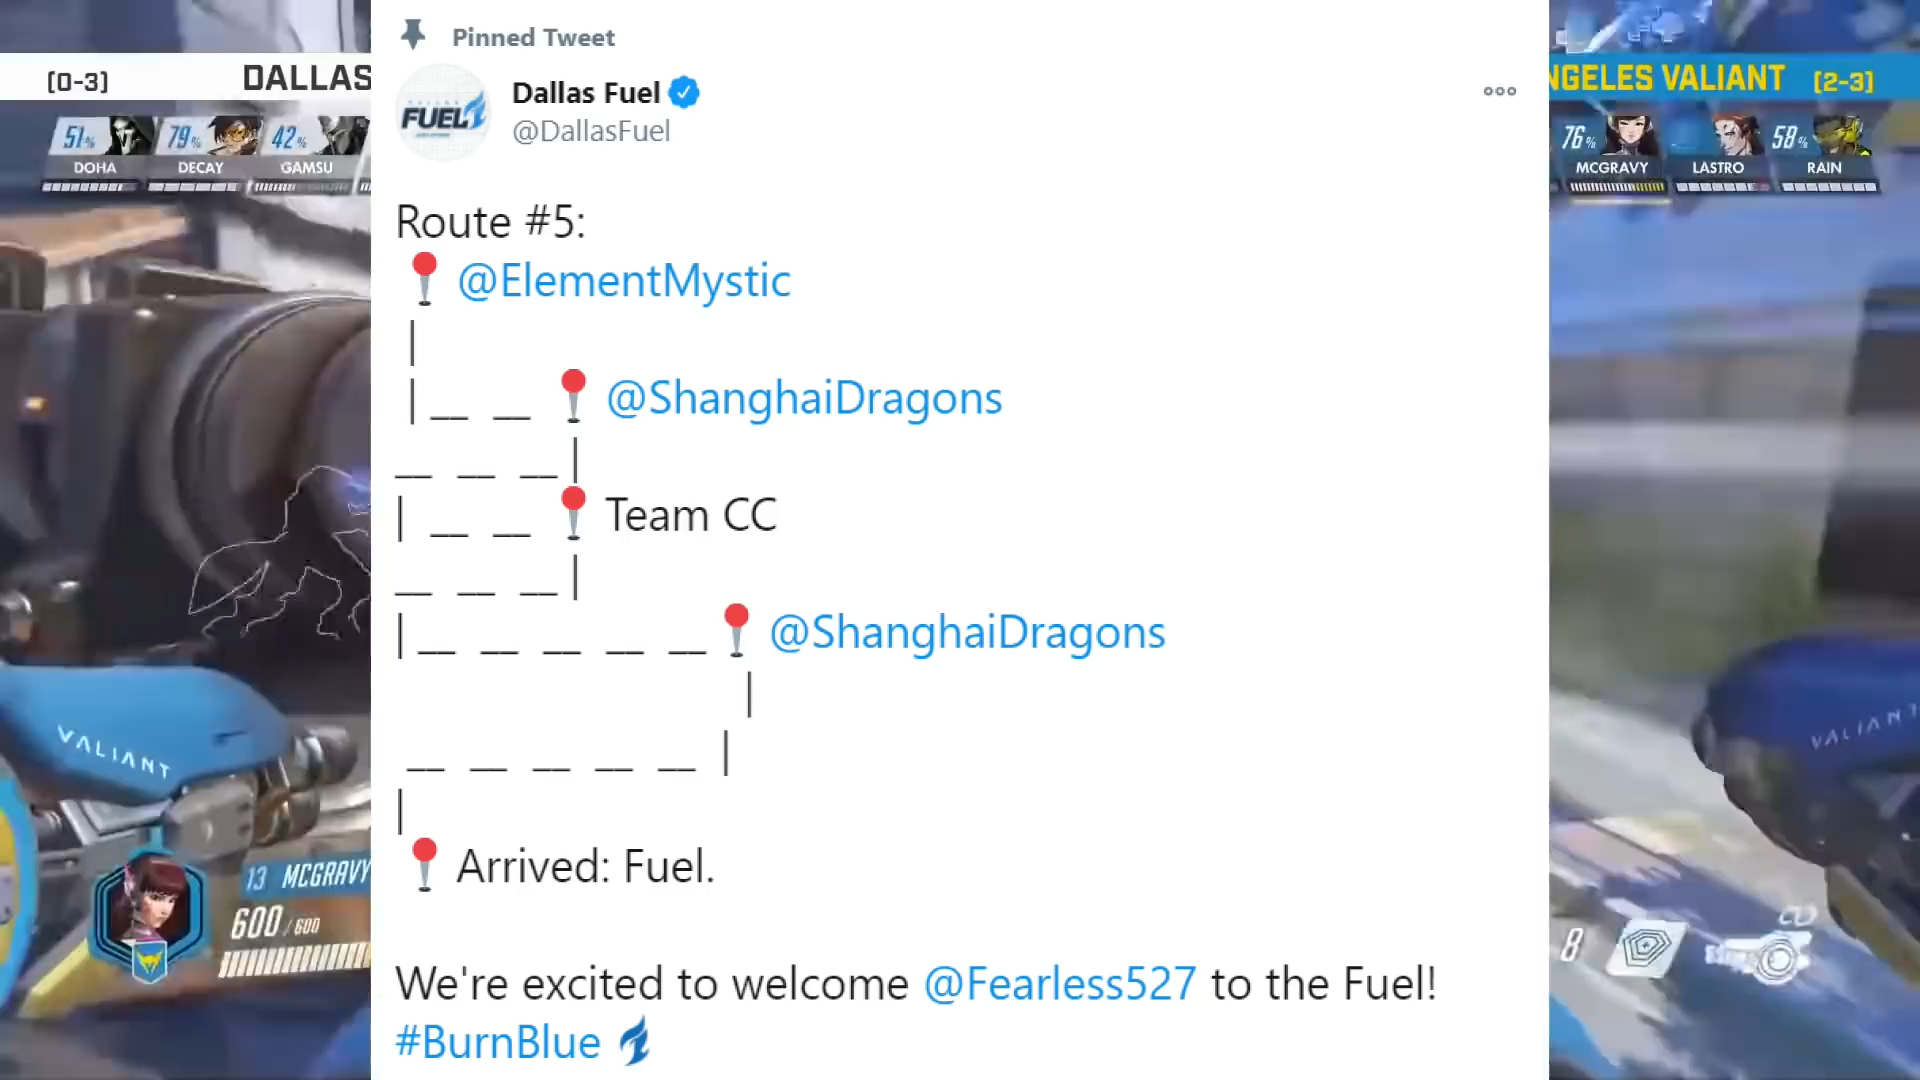 Pinned Tweet
[0-3] DALLAS
NGELES VALIANT [2-3]
Dallas Fuel
@DallasFuel
FUEL
51% 79% 42%
DOHA DECAY GAMSU
76% 58%
MCGRAVY LASTRO RAIN
Route #5:
@ElementMystic
@ShanghaiDragons
Team CC
@ShanghaiDragons
Arrived: Fuel.
We're excited to welcome @Fearless527 to the Fuel!
#BurnBlue
VALIANT
VALIANT
13 MCGRAVY
600/600
8